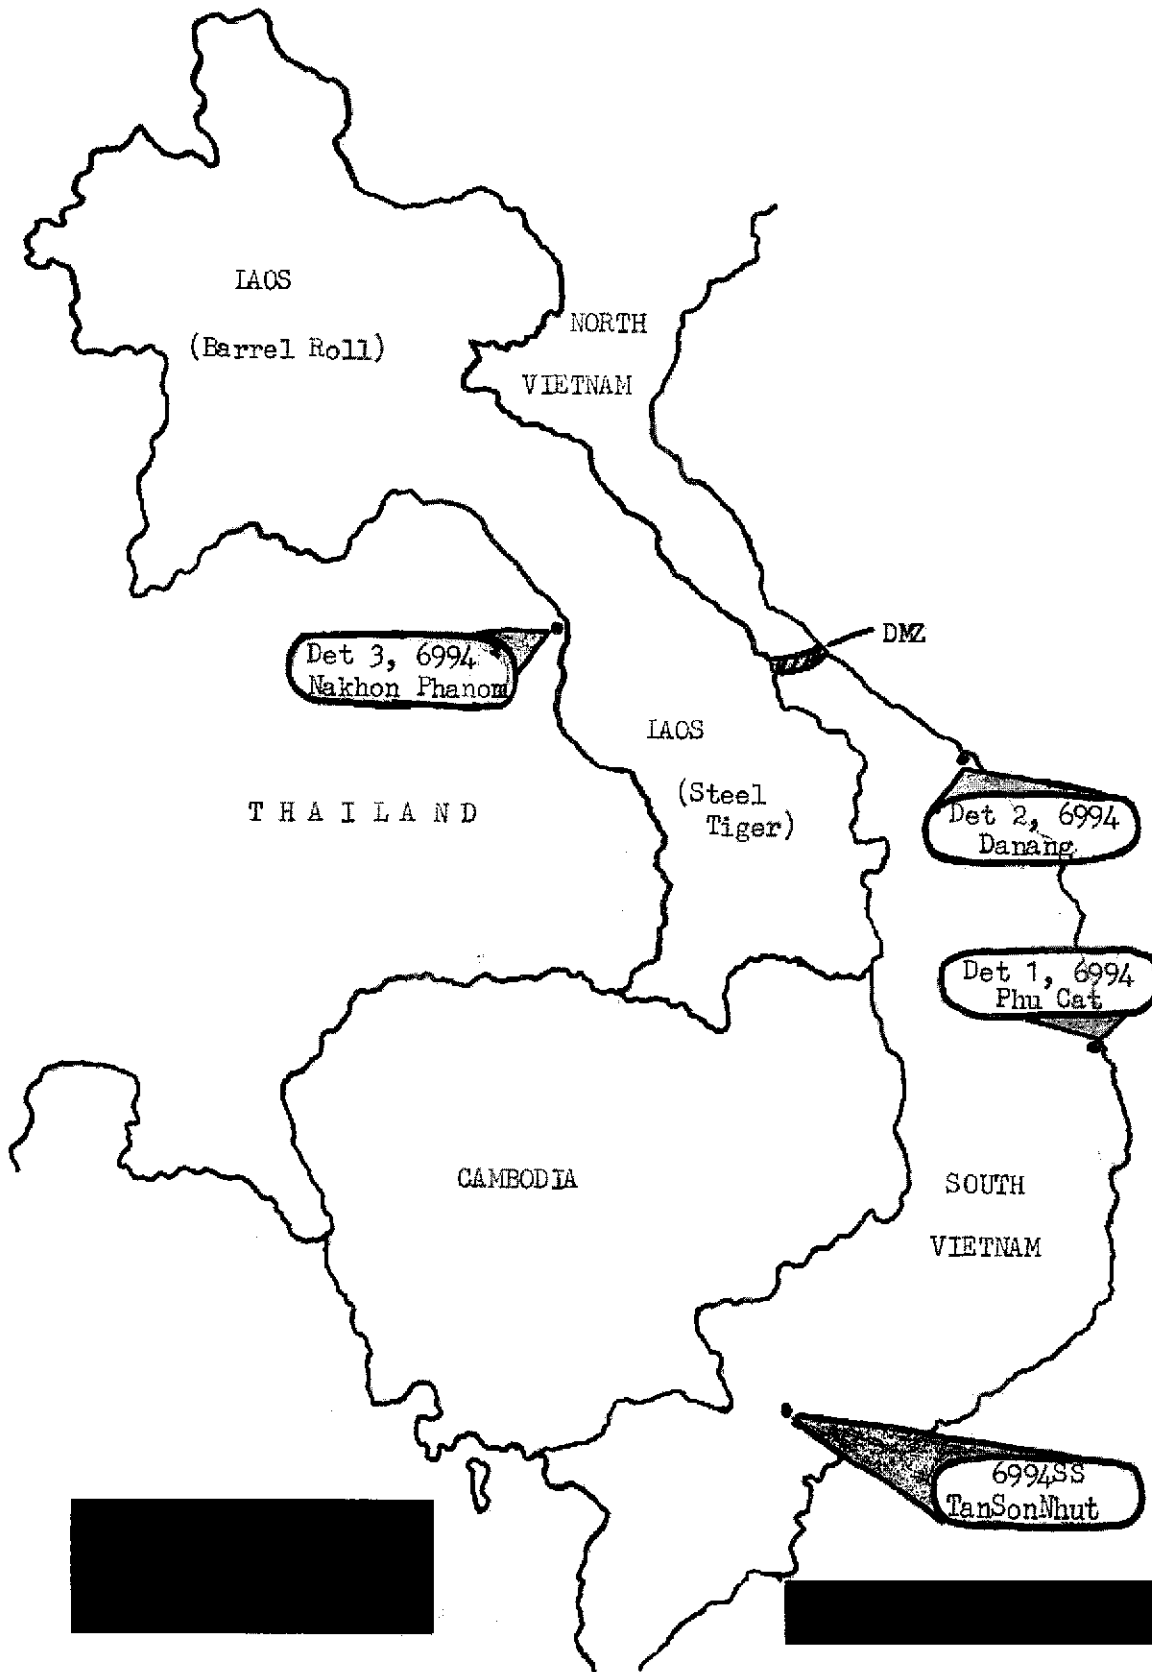 LAOS
(Barrel Roll)
NORTH
VIETNAM
DMZ
Det 3, 6994
Nakhon Phanom
LAOS
(Steel
Tiger)
THAILAND
Det 2, 6994
Danang
Det 1, 6994
Phu Cat
CAMBODIA
SOUTH
VIETNAM
6994SS
TanSonNhut